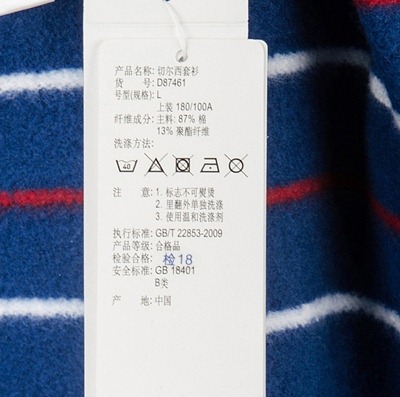 产品名称: 切尔西套衫
货 号: D87461
号型(规格): L
上装 180/100A
纤维成分: 主料: 87% 棉
13% 聚酯纤维
洗涤方法:
40
注 意: 1. 标志不可熨烫
2. 里翻外单独洗涤
3. 使用温和洗涤剂
执行标准: GB/T 22853-2009
产品等级: 合格品
检验合格: 检18
安全标准: GB 18401
B类
产 地: 中国